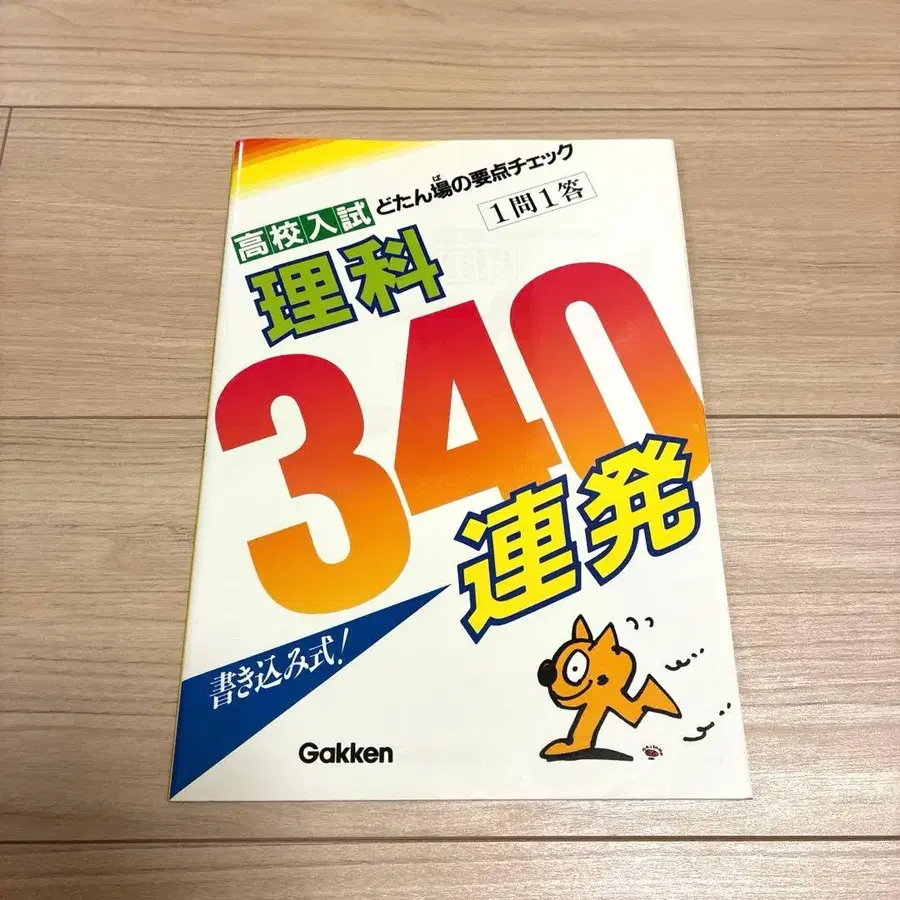 高校入試
どたん場の要点チェック
ば
1問1答
理科
340
連発
書き込み式!
Gakken